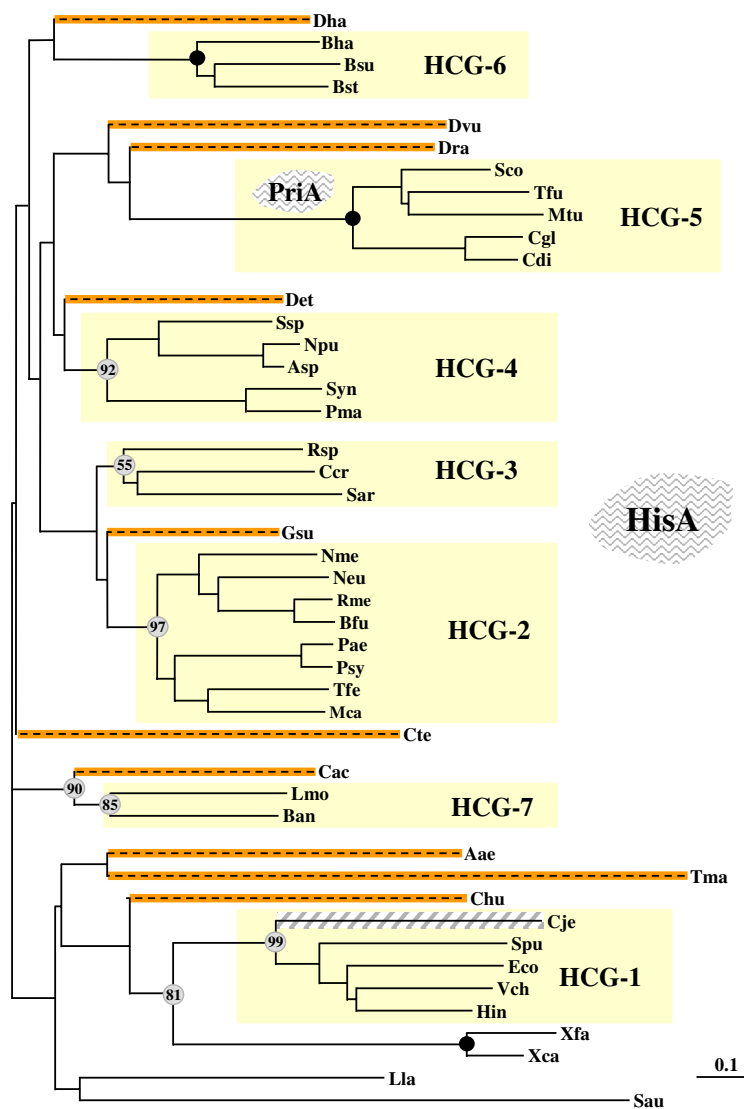 Dha
Bha
Bsu
Bst
HCG-6
Dvu
Dra
PriA
Sco
Tfu
Mtu
Cgl
Cdi
HCG-5
Det
Ssp
Npu
Asp
Syn
Pma
92
HCG-4
Rsp
Ccr
Sar
55
HCG-3
HisA
Gsu
Nme
Neu
Rme
Bfu
Pae
Psy
Tfe
Mca
97
HCG-2
Cte
Cac
90
Lmo
Ban
85
HCG-7
Aae
Tma
Chu
Cje
99
Spu
Eco
Vch
Hin
HCG-1
81
Xfa
Xca
0.1
Lla
Sau